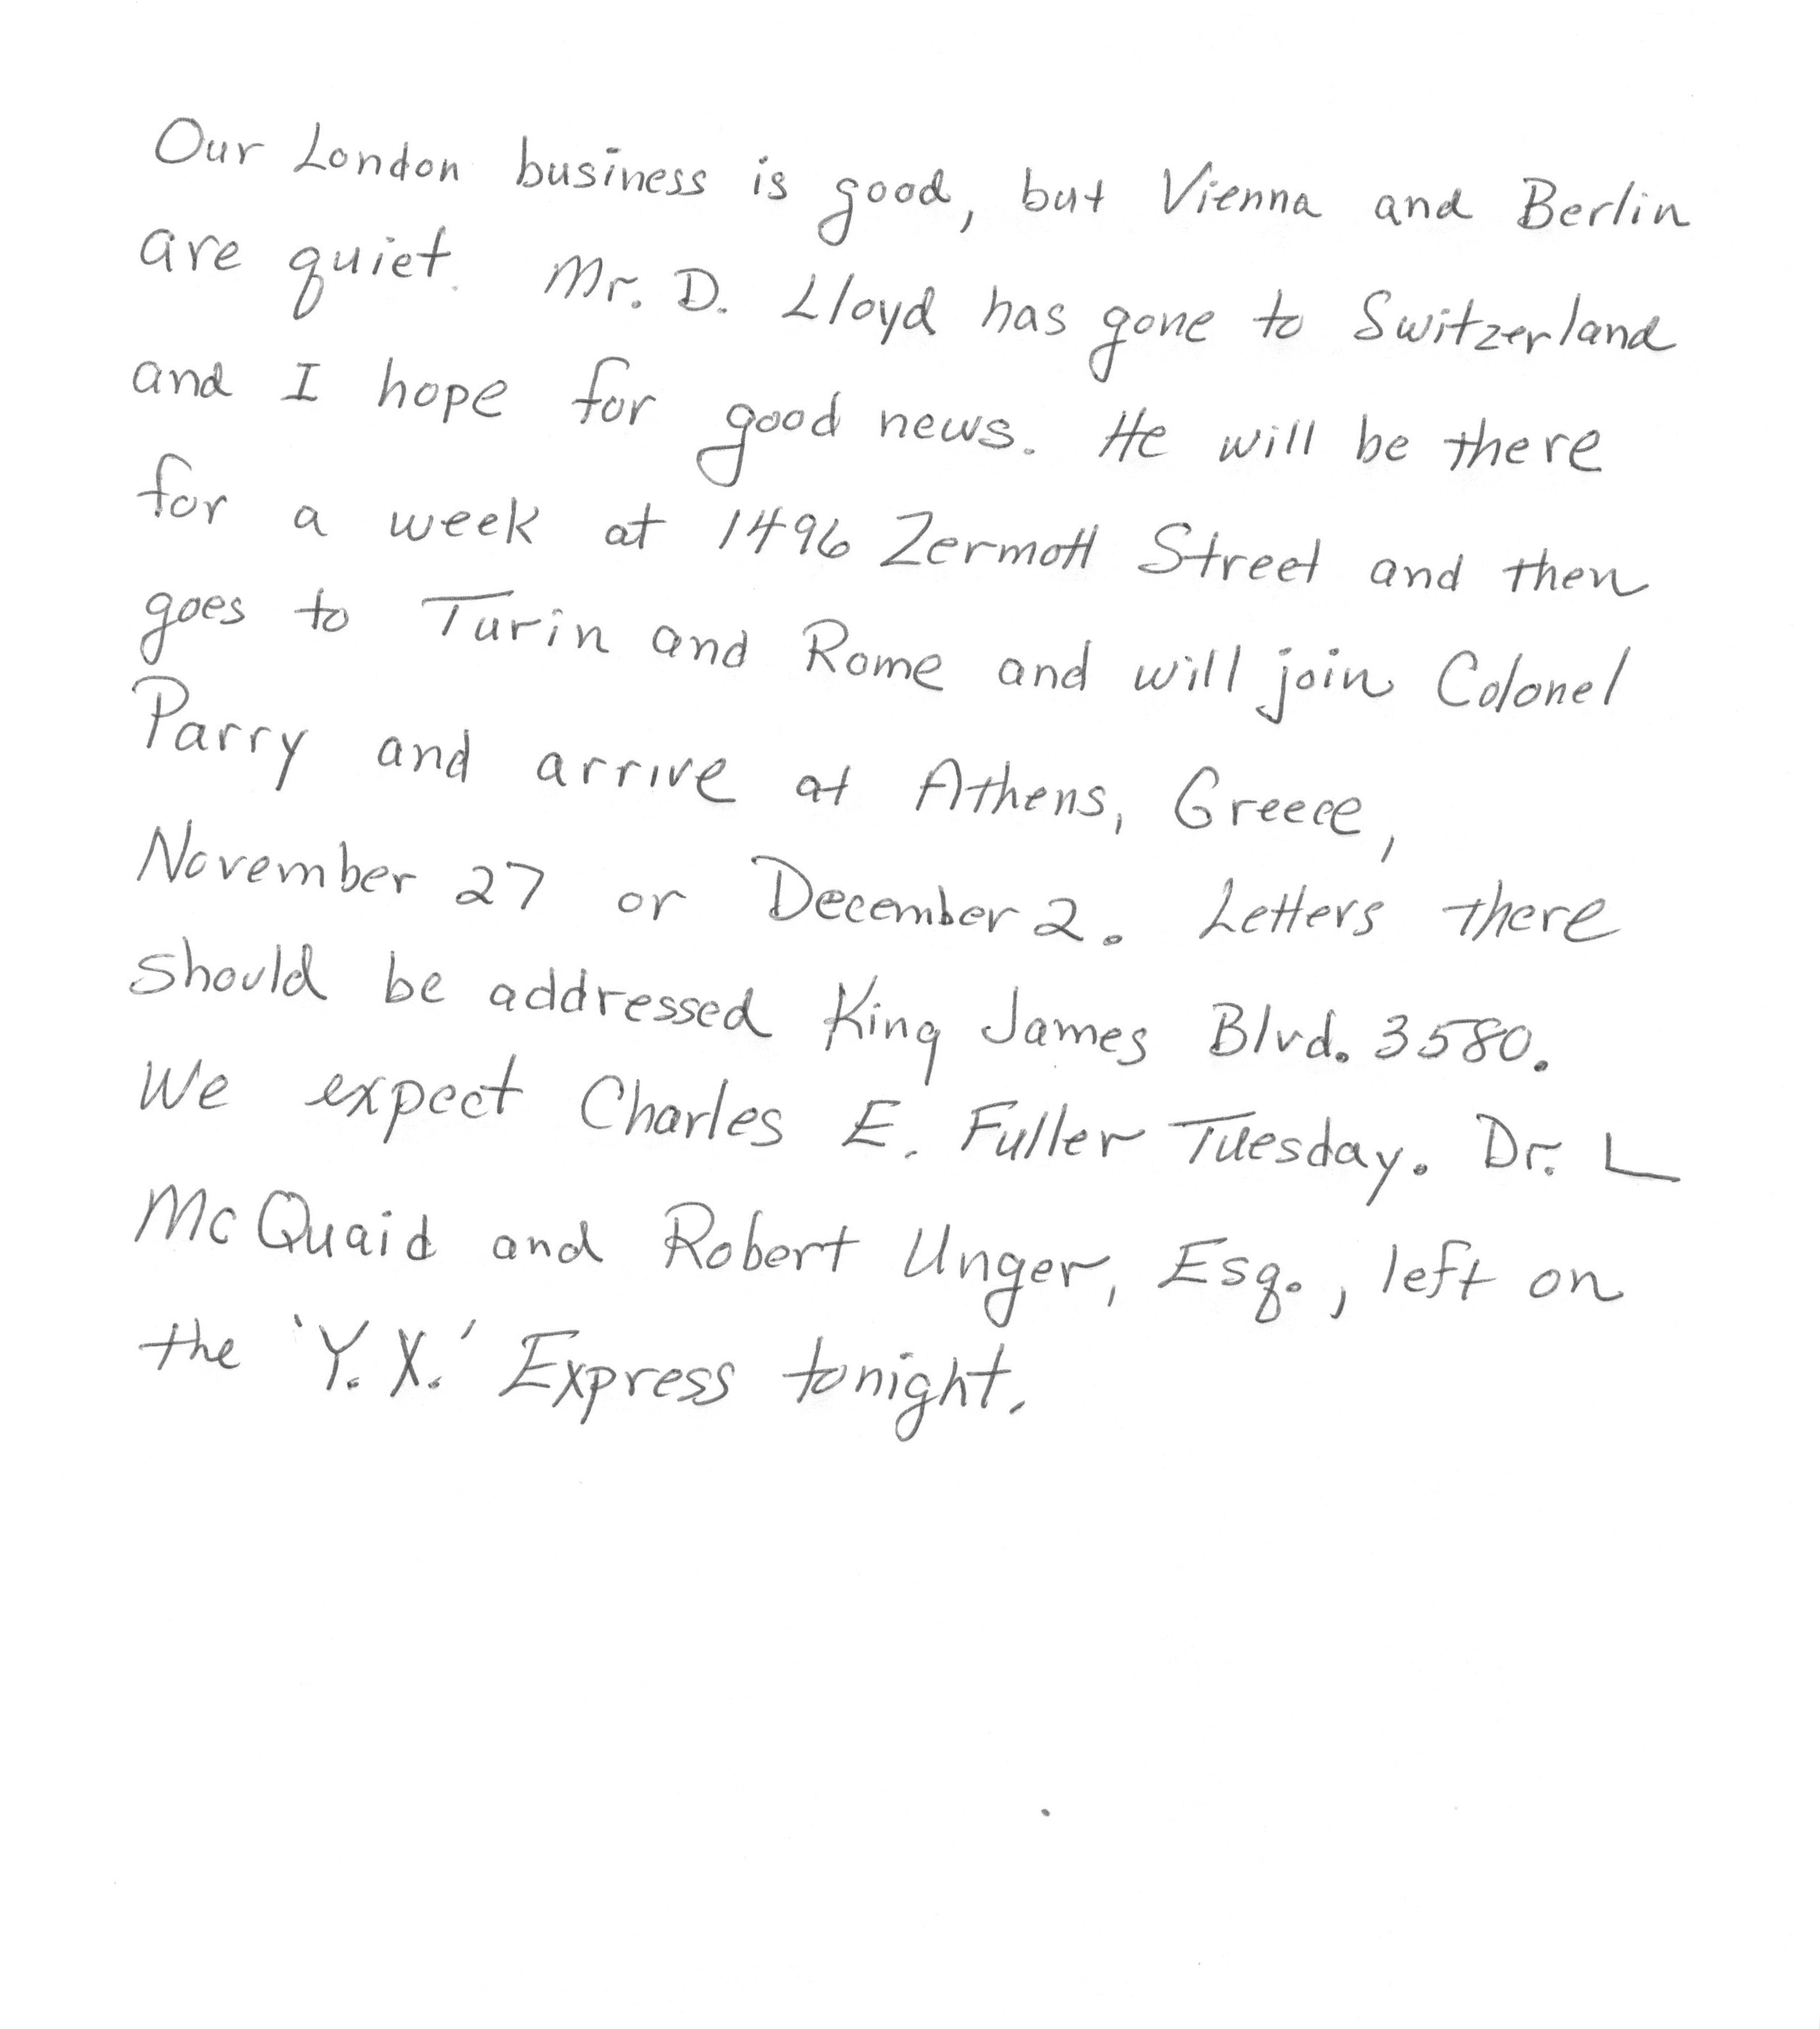 Our London business is good, but Vienna and Berlin
are quiet. Mr. D. Lloyd has gone to Switzerland
and I hope for good news. He will be there
for a week at 1496 Zermott Street and then
goes to Turin and Rome and will join Colonel
Parry and arrive at Athens, Greece,
November 27 or December 2. Letters there
should be addressed King James Blvd. 3580.
We expect Charles E. Fuller Tuesday. Dr. L
McQuaid and Robert Unger, Esq., left on
the 'Y.X.' Express tonight.